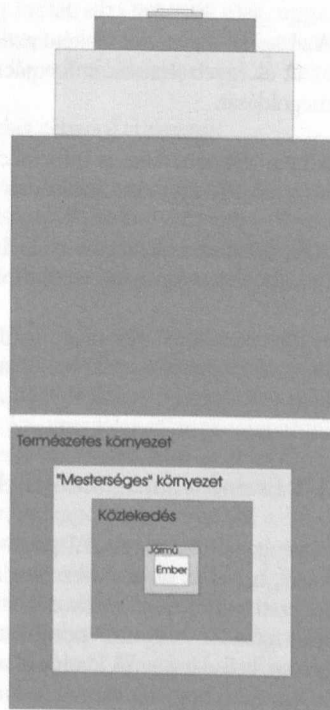 Természetes környezet
"Mesterséges" környezet
Közlekedés
Jármű
Ember